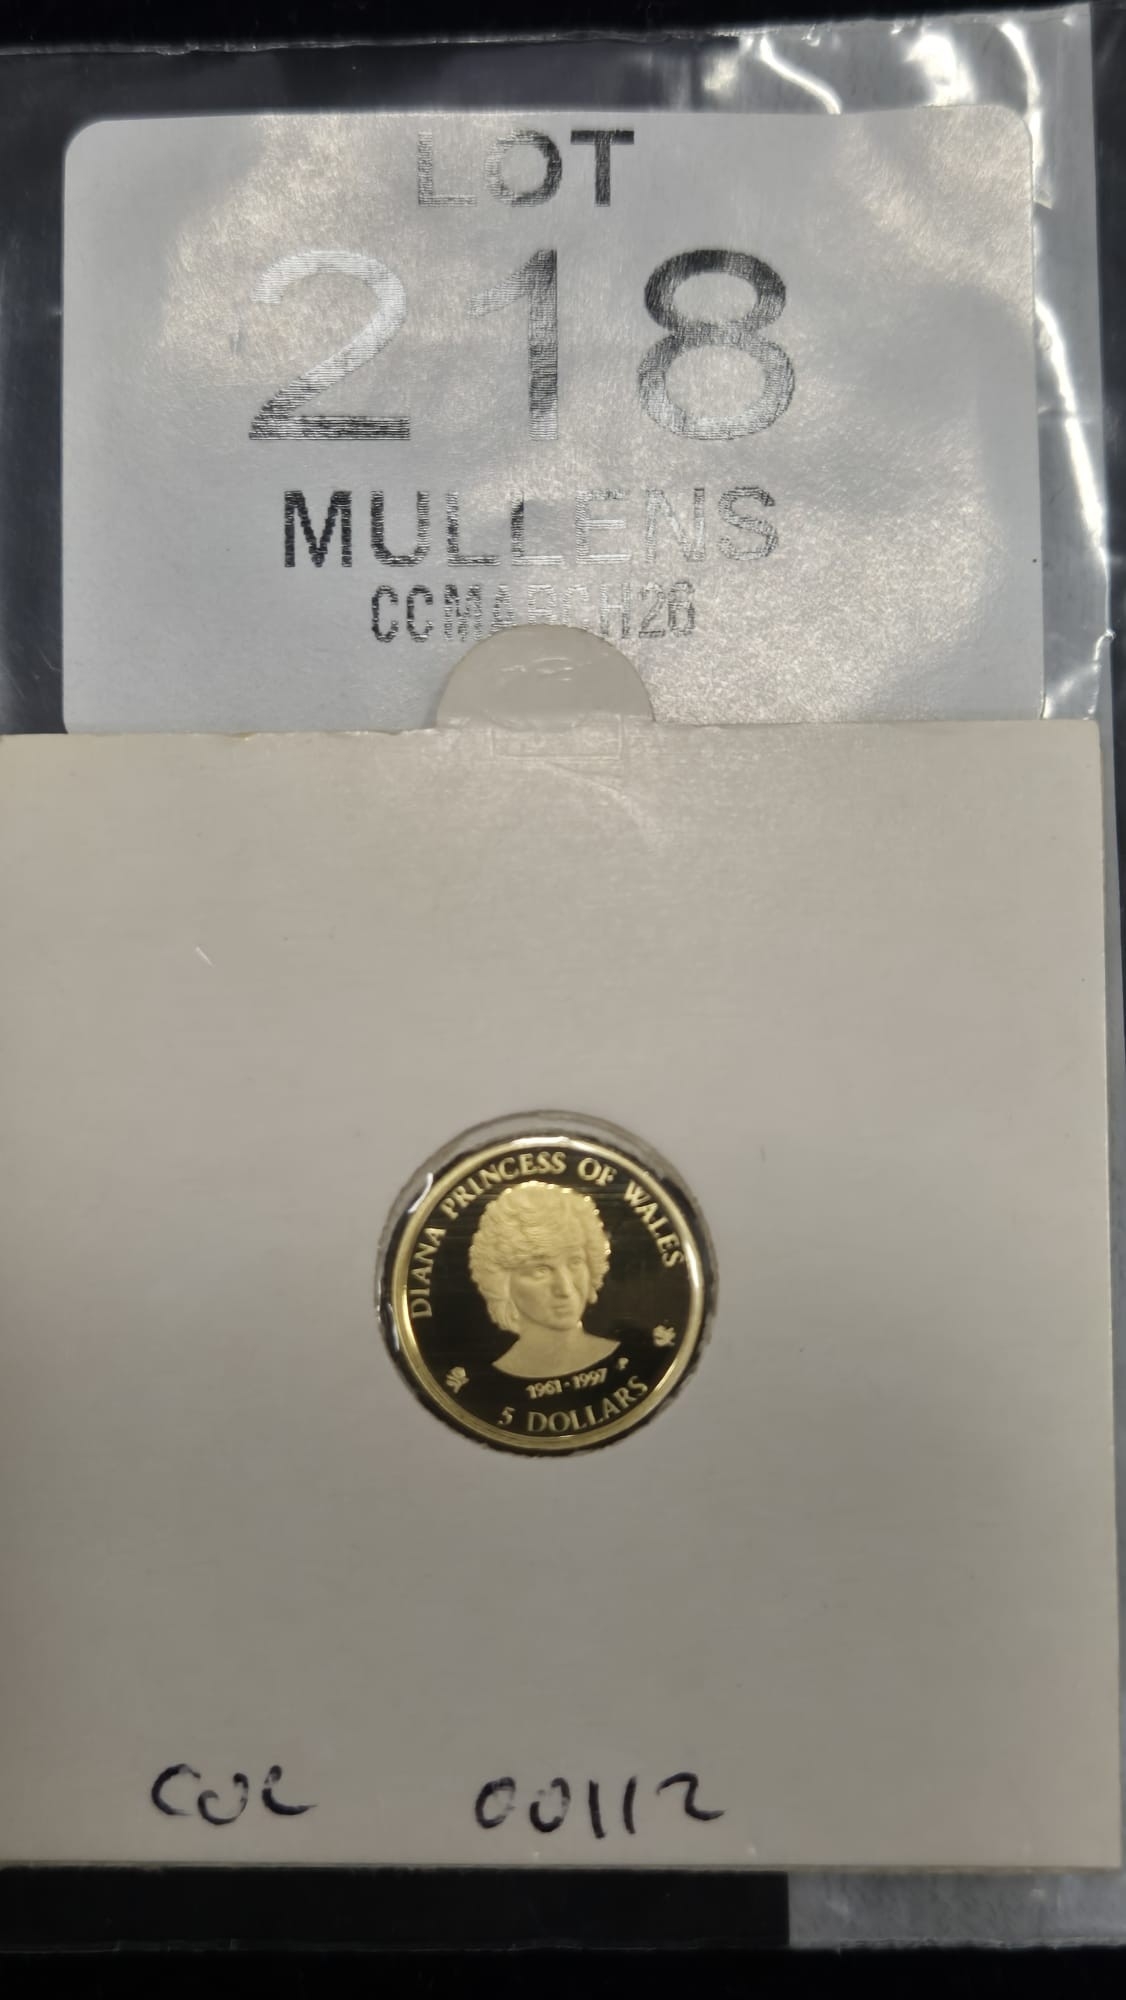 LOT
218
MULLENS
CCMARCH26
DIANA PRINCESS OF WALES
1961-1997 P
5 DOLLARS
COC 00112